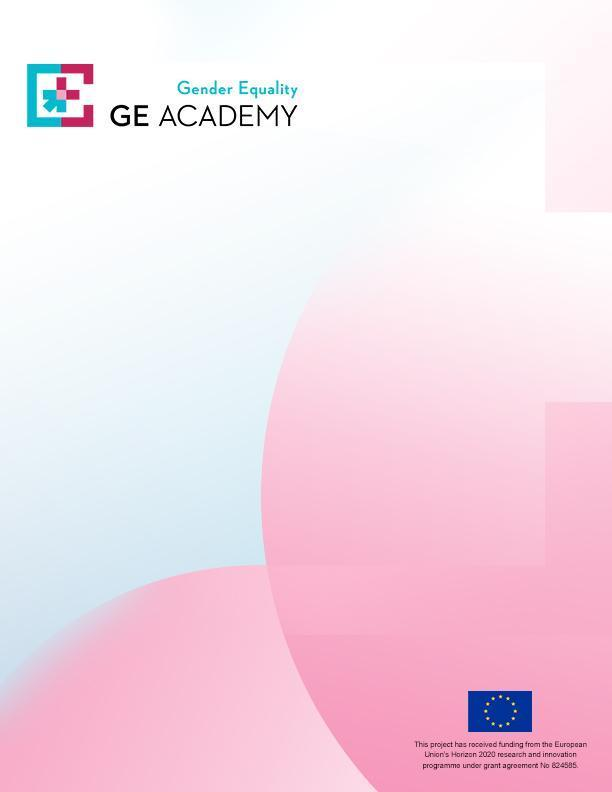 Gender Equality
GE ACADEMY
This project has received funding from the European
Union's Horizon 2020 research and innovation
programme under grant agreement No 824585.